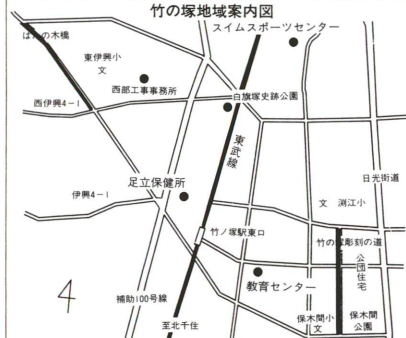 竹の塚地域案内図
スイムスポーツセンター
はんの木橋
東伊興小
文
西部工事事務所
西伊興4-1
白旗塚史跡公園
東武線
日光街道
足立保健所
伊興4-1
文 渕江小
竹ノ塚駅東口
竹の塚彫刻の道
公団住宅
教育センター
4
補助100号線
保木間小
文
保木間
公園
至北千住